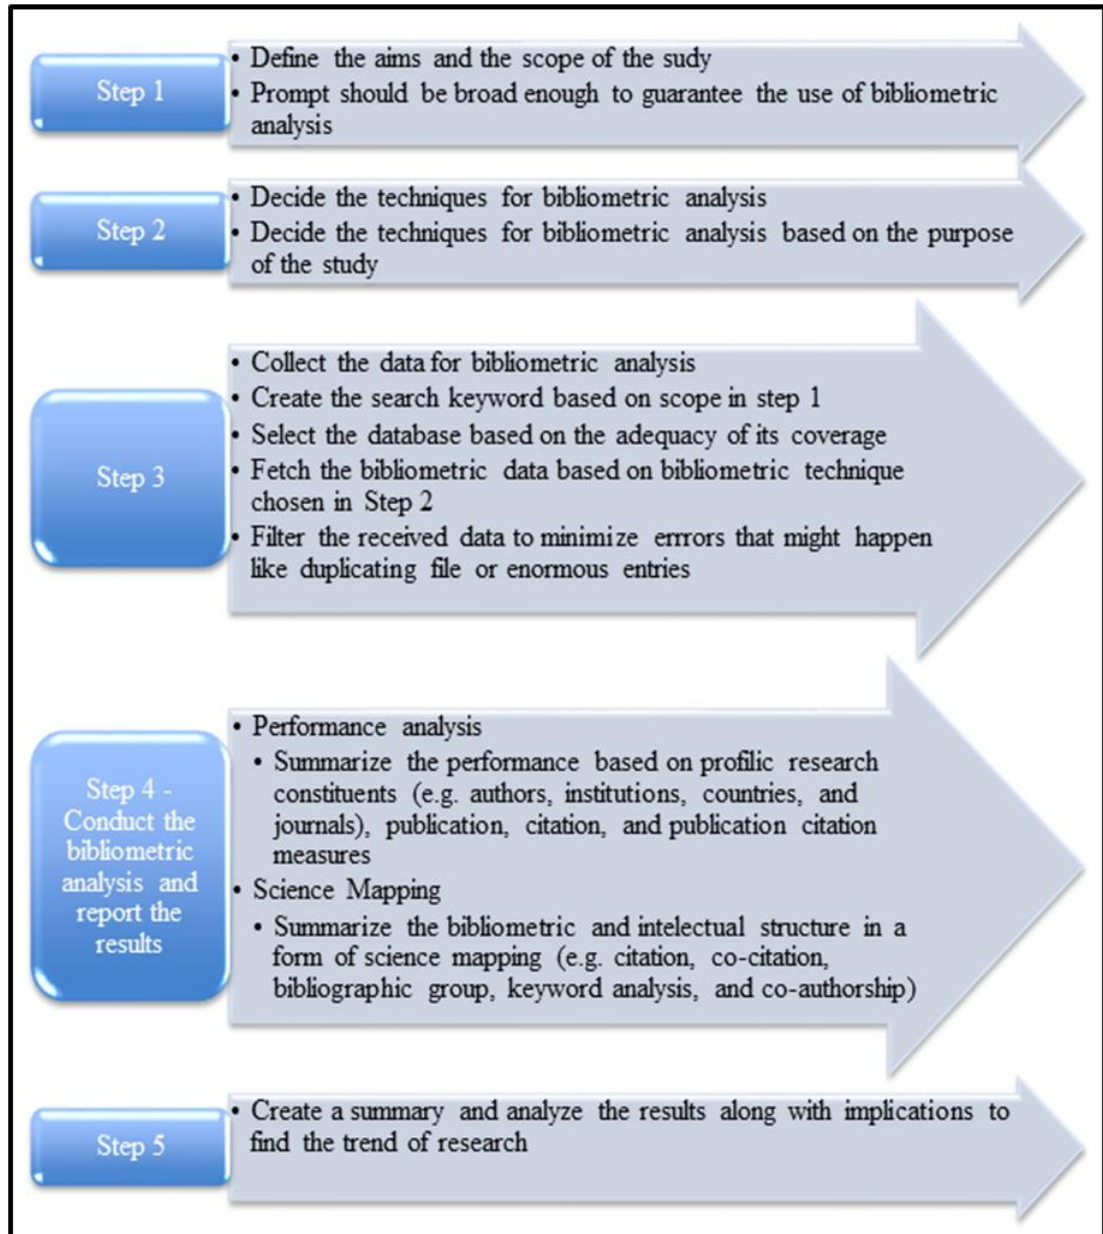 Step 1
• Define the aims and the scope of the sudy
• Prompt should be broad enough to guarantee the use of bibliometric
analysis
Step 2
• Decide the techniques for bibliometric analysis
• Decide the techniques for bibliometric analysis based on the purpose
of the study
Step 3
• Collect the data for bibliometric analysis
• Create the search keyword based on scope in step 1
• Select the database based on the adequacy of its coverage
• Fetch the bibliometric data based on bibliometric technique
chosen in Step 2
• Filter the received data to minimize errrors that might happen
like duplicating file or enormous entries
Step 4 -
Conduct the
bibliometric
analysis and
report the
results
• Performance analysis
• Summarize the performance based on profilic research
constituents (e.g. authors, institutions, countries, and
journals), publication, citation, and publication citation
measures
• Science Mapping
• Summarize the bibliometric and intelectual structure in a
form of science mapping (e.g. citation, co-citation,
bibliographic group, keyword analysis, and co-authorship)
Step 5
• Create a summary and analyze the results along with implications to
find the trend of research